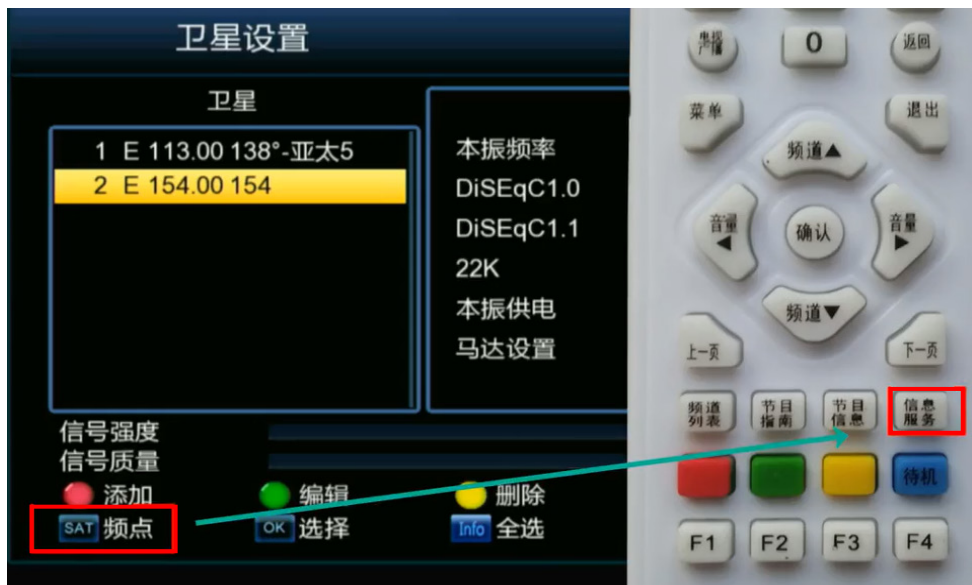 卫星设置
卫星
1 E 113.00 138°-亚太5
2 E 154.00 154
本振频率
DiSEqC1.0
DiSEqC1.1
22K
本振供电
马达设置
信号强度
信号质量
添加
编辑
删除
SAT 频点
OK 选择
Info 全选
电视
广播
0
返回
菜单
退出
频道▲
音量
◀
确认
音量
▶
频道▼
上一页
下一页
频道
列表
节目
指南
节目
信息
信息
服务
待机
F1
F2
F3
F4